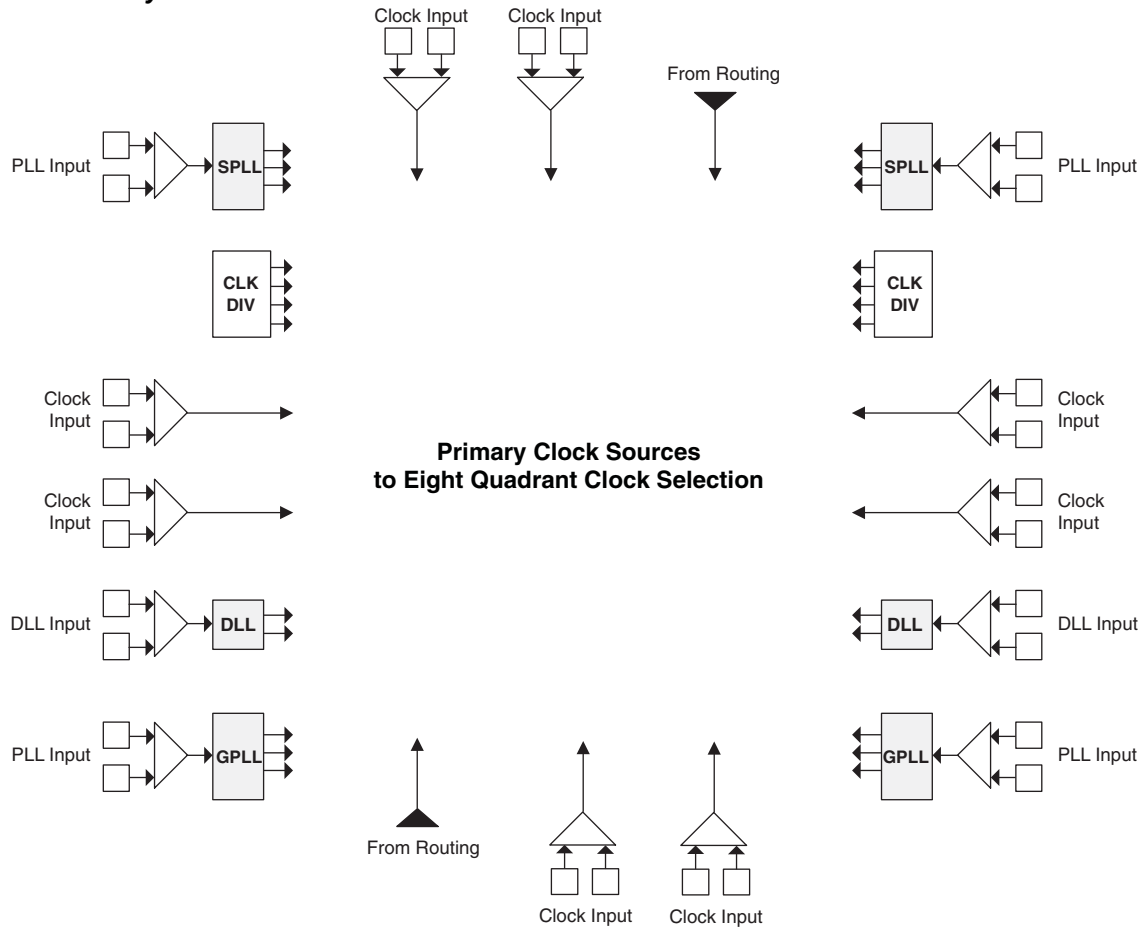 Clock Input
Clock Input
From Routing
PLL Input
SPLL
SPLL
PLL Input
CLK
DIV
CLK
DIV
Clock
Input
Clock
Input
Primary Clock Sources
to Eight Quadrant Clock Selection
Clock
Input
Clock
Input
DLL Input
DLL
DLL
DLL Input
PLL Input
GPLL
GPLL
PLL Input
From Routing
Clock Input
Clock Input